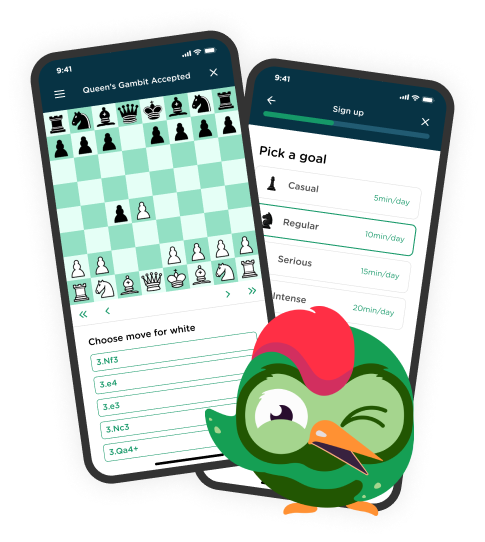 9:41
Queen's Gambit Accepted
Choose move for white
3.Nf3
3.e4
3.e3
3.Nc3
3.Qa4+
9:41
Sign up
Pick a goal
Casual
5min/day
Regular
10min/day
Serious
15min/day
Intense
20min/day